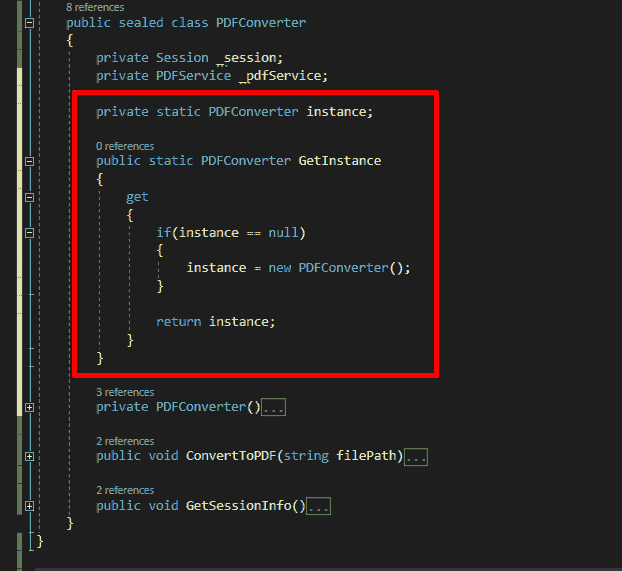 8 references
public sealed class PDFConverter
{
private Session _session;
private PDFService _pdfService;
private static PDFConverter instance;
0 references
public static PDFConverter GetInstance
{
get
{
if(instance == null)
{
instance = new PDFConverter();
}
return instance;
}
}
3 references
private PDFConverter()...
2 references
public void ConvertToPDF(string filePath)...
2 references
public void GetSessionInfo()...
}
}